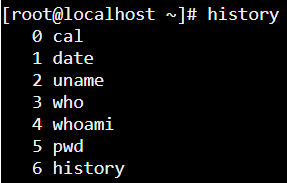 [root@localhost ~]# history
0 cal
1 date
2 uname
3 who
4 whoami
5 pwd
6 history